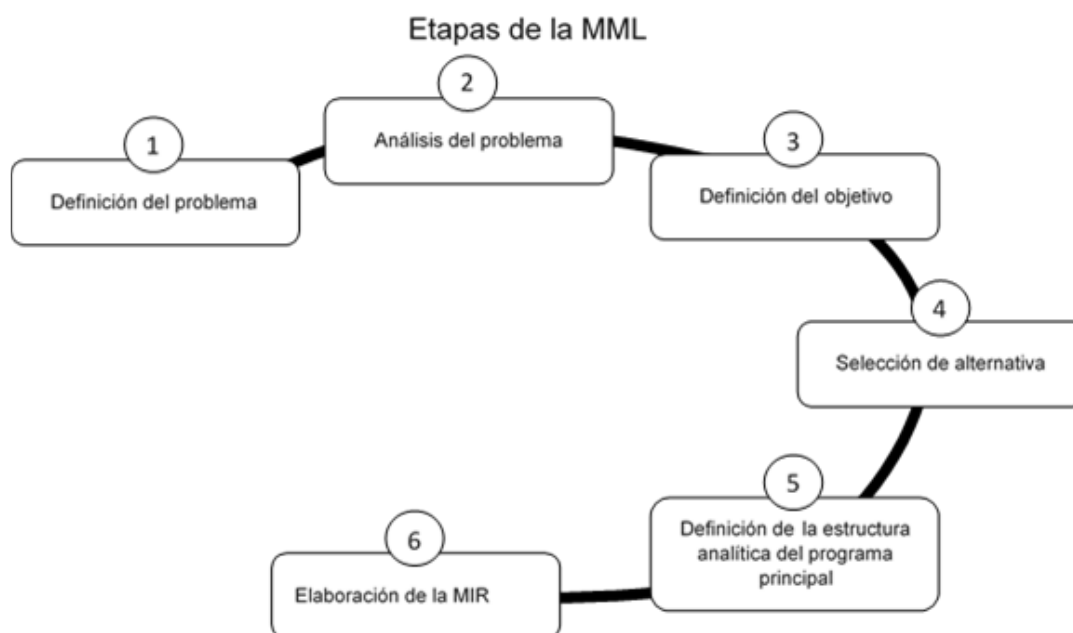 Etapas de la MML
1
Definición del problema
2
Análisis del problema
3
Definición del objetivo
4
Selección de alternativa
5
Definición de la estructura
analítica del programa
principal
6
Elaboración de la MIR